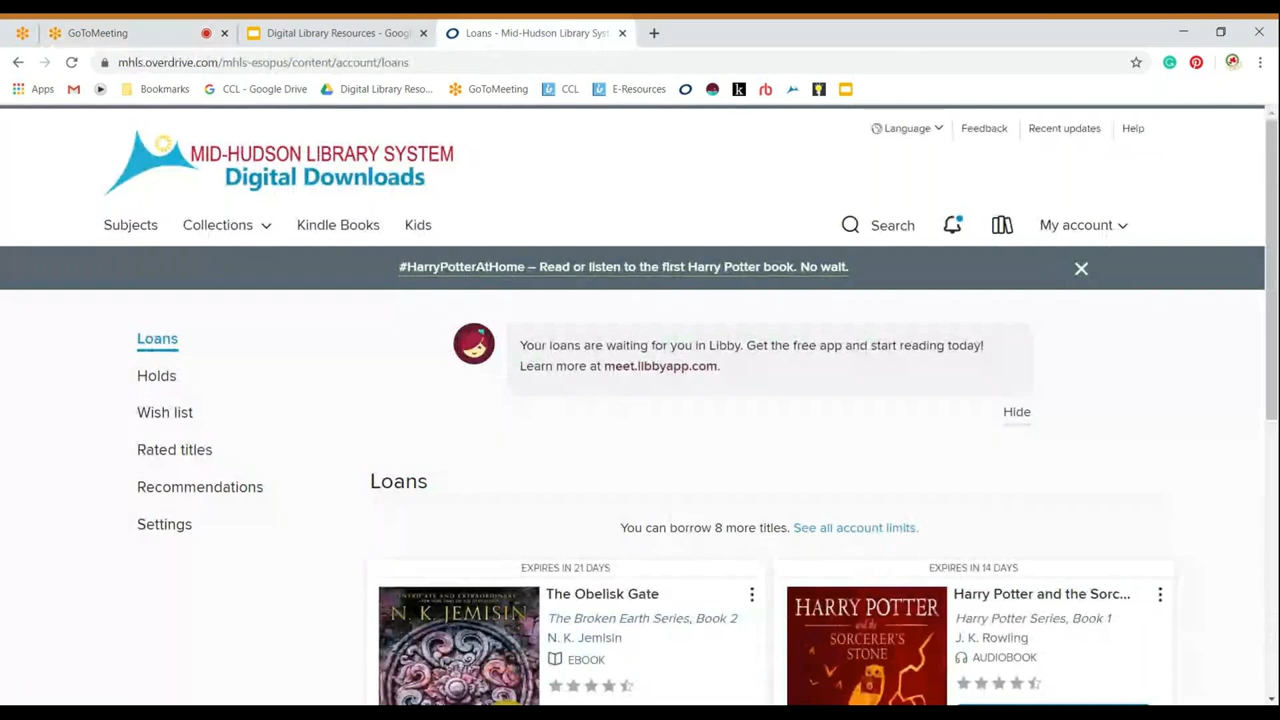 GoToMeeting
Digital Library Resources - Goog
Loans - Mid-Hudson Library Syst
mhls.overdrive.com/mhls-esopus/content/account/loans
Apps
Bookmarks
CCL - Google Drive
Digital Library Reso...
GoToMeeting
CCL
E-Resources
MID-HUDSON LIBRARY SYSTEM
Digital Downloads
Language
Feedback
Recent updates
Help
Subjects
Collections
Kindle Books
Kids
Search
My account
#HarryPotterAtHome – Read or listen to the first Harry Potter book. No wait.
Loans
Holds
Wish list
Rated titles
Recommendations
Settings
Your loans are waiting for you in Libby. Get the free app and start reading today!
Learn more at meet.libbyapp.com.
Hide
Loans
You can borrow 8 more titles. See all account limits.
EXPIRES IN 21 DAYS
INTRICATE AND EXTRAORDINARY
N. K. JEMISIN
The Obelisk Gate
The Broken Earth Series, Book 2
N. K. Jemisin
EBOOK
EXPIRES IN 14 DAYS
HARRY POTTER
and the
SORCERER'S
STONE
Harry Potter and the Sorc...
Harry Potter Series, Book 1
J. K. Rowling
AUDIOBOOK